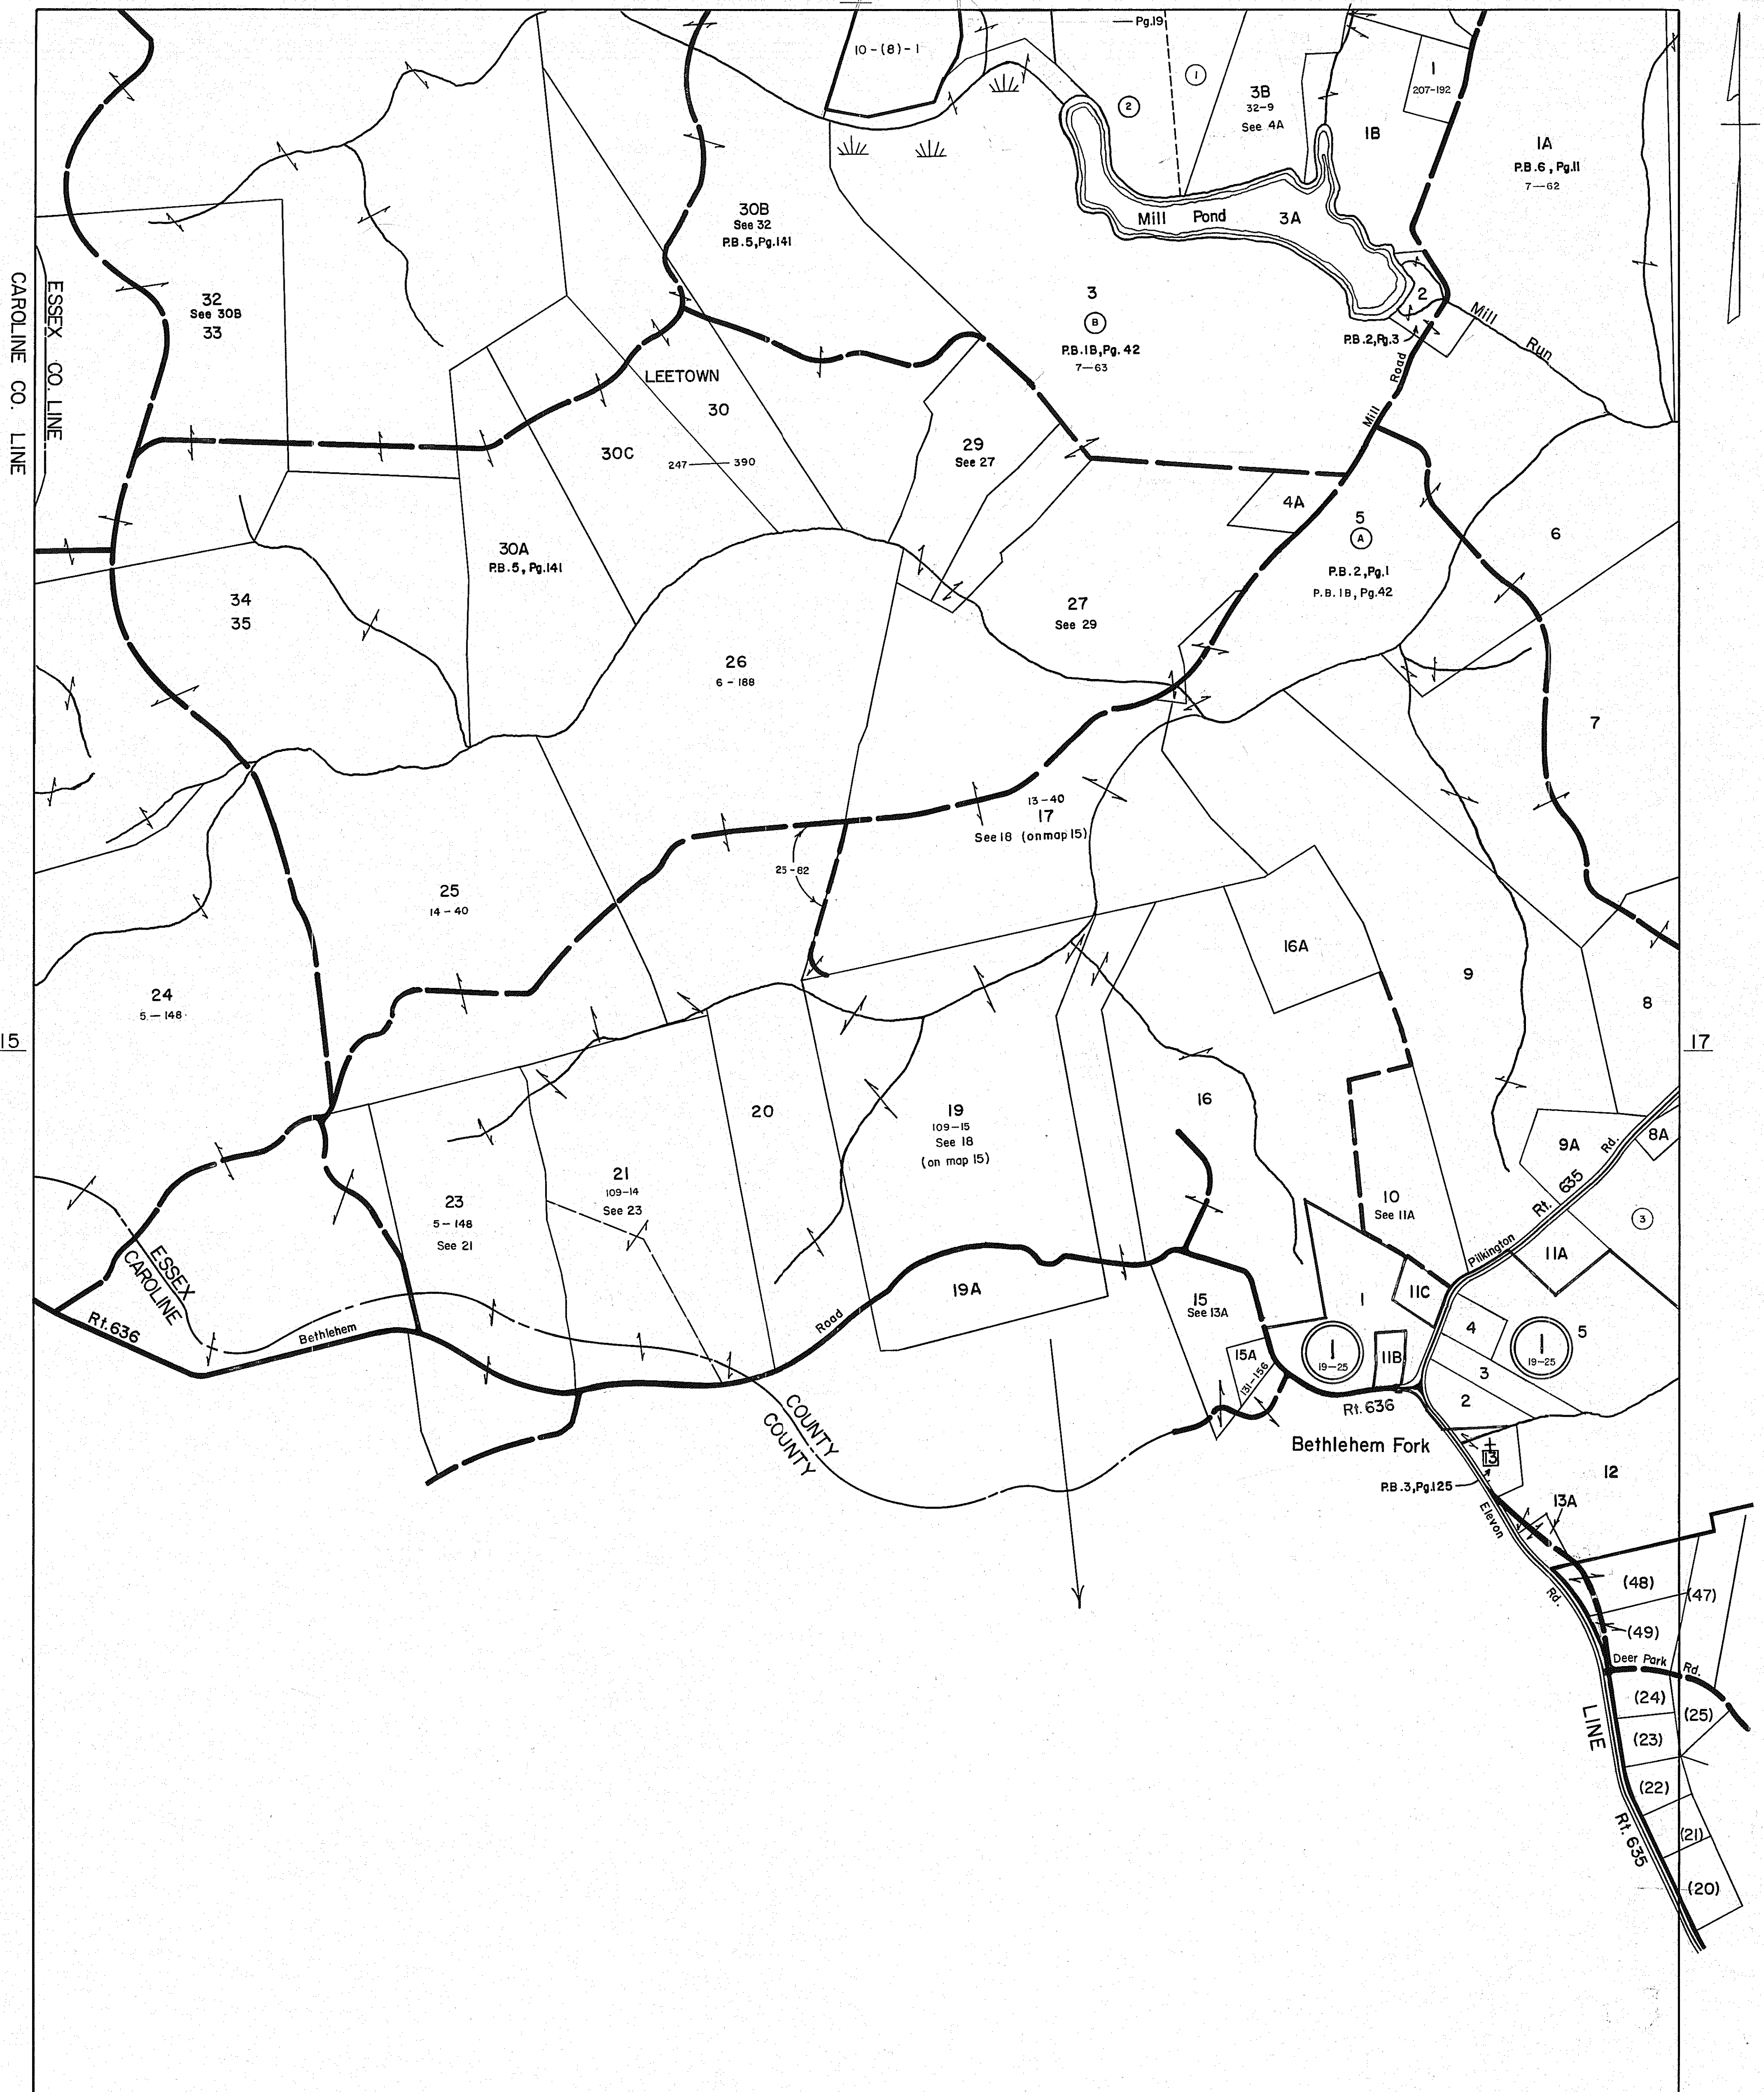 Pg.19
10-(8)-1
1
2
3B
32-9
See 4A
1
207-192
1B
1A
P.B.6, Pg.11
7-62
30B
See 32
P.B.5, Pg.141
Mill Pond
3A
2
Mill Run
P.B.2, Pg.3
Mill Road
3
B
P.B.1B, Pg. 42
7-63
ESSEX CO. LINE
CAROLINE CO. LINE
32
See 30B
33
LEETOWN
30
247 390
30C
29
See 27
4A
5
A
P.B.2, Pg.1
P.B.1B, Pg.42
6
30A
P.B.5, Pg.141
34
35
27
See 29
26
6-188
7
13-40
17
See 18 (on map 15)
25-82
25
14-40
16A
9
8
24
5-148
15
17
16
20
19
109-15
See 18
(on map 15)
9A
8A
Rt. 635
Rd.
Pilkington
3
21
109-14
See 23
23
5-148
See 21
10
See 11A
11A
11C
ESSEX
CAROLINE
Rt. 636
Bethlehem
Road
19A
15
See 13A
1
1
19-25
11B
4
1
19-25
5
3
2
15A
131-156
Rt. 636
COUNTY
COUNTY
Bethlehem Fork
13
P.B.3, Pg.125
12
13A
Elevon
Rd.
(48)
(47)
(49)
Deer Park Rd.
(24)
(25)
(23)
LINE
(22)
Rt. 635
(21)
(20)